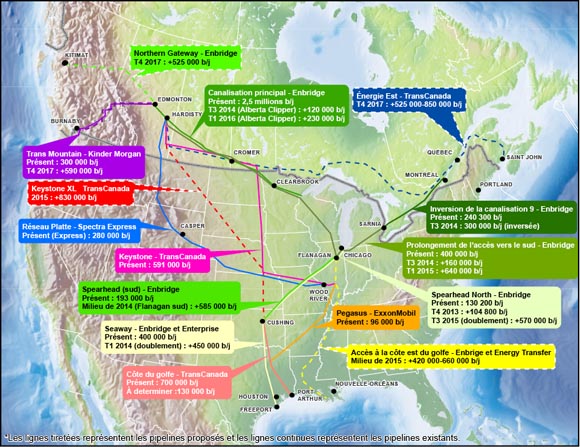 Northern Gateway - Enbridge
T4 2017 : +525 000 b/j
KITIMAT
Canalisation principal - Enbridge
Présent : 2,5 millions b/j
T3 2014 (Alberta Clipper) : +120 000 b/j
T1 2016 (Alberta Clipper) : +230 000 b/j
Énergie Est - TransCanada
T4 2017 : +525 000-850 000 b/j
EDMONTON
HARDISTY
BURNABY
Trans Mountain - Kinder Morgan
Présent : 300 000 b/j
T4 2017 : +590 000 b/j
CROMER
QUÉBEC
SAINT JOHN
MONTRÉAL
PORTLAND
CLEARBROOK
Keystone XL TransCanada
2015 : +830 000 b/j
Inversion de la canalisation 9 - Enbridge
Présent : 240 300 b/j
T3 2014 : 300 000 b/j (inversée)
SARNIA
CASPER
Réseau Platte - Spectra Express
Présent (Express) : 280 000 b/j
Keystone - TransCanada
Présent : 591 000 b/j
FLANAGAN
CHICAGO
Prolongement de l'accès vers le sud - Enbridge
Présent : 400 000 b/j
T3 2014 : +160 000 b/j
T1 2015 : +640 000 b/j
Spearhead (sud) - Enbridge
Présent : 193 000 b/j
Milieu de 2014 (Flanagan sud) : +585 000 b/j
WOOD
RIVER
Spearhead North - Enbridge
Présent : 130 200 b/j
T4 2013 : +104 800 b/j
T3 2015 (doublement) : +570 000 b/j
Pegasus - ExxonMobil
Présent : 96 000 b/j
CUSHING
Seaway - Enbridge et Enterprise
Présent : 400 000 b/j
T1 2014 (doublement) : +450 000 b/j
Accès à la côte est du golfe - Enbrige et Energy Transfer
Milieu de 2015 : +420 000-660 000 b/j
Côte du golfe - TransCanada
Présent : 700 000 b/j
À déterminer :130 000 b/j
HOUSTON
FREEPORT
PORT
ARTHUR
NOUVELLE-ORLÉANS
*Les lignes tiretées représentent les pipelines proposés et les lignes continues représentent les pipelines existants.